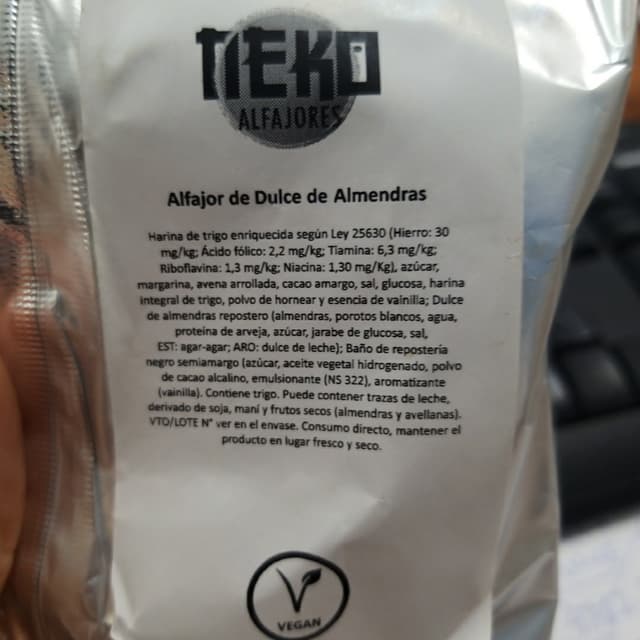 NEKO
ALFAJORES
Alfajor de Dulce de Almendras
Harina de trigo enriquecida según Ley 25630 (Hierro: 30
mg/kg; Ácido fólico: 2,2 mg/kg; Tiamina: 6,3 mg/kg;
Riboflavina: 1,3 mg/kg; Niacina: 1,30 mg/Kg), azúcar,
margarina, avena arrollada, cacao amargo, sal, glucosa, harina
integral de trigo, polvo de hornear y esencia de vainilla; Dulce
de almendras repostero (almendras, porotos blancos, agua,
proteina de arveja, azúcar, jarabe de glucosa, sal,
EST: agar-agar; ARO: dulce de leche); Baño de repostería
negro semiamargo (azúcar, aceite vegetal hidrogenado, polvo
de cacao alcalino, emulsionante (NS 322), aromatizante
(vainilla). Contiene trigo. Puede contener trazas de leche,
derivado de soja, maní y frutos secos (almendras y avellanas).
VTO/LOTE N° ver en el envase. Consumo directo, mantener el
producto en lugar fresco y seco.
VEGAN